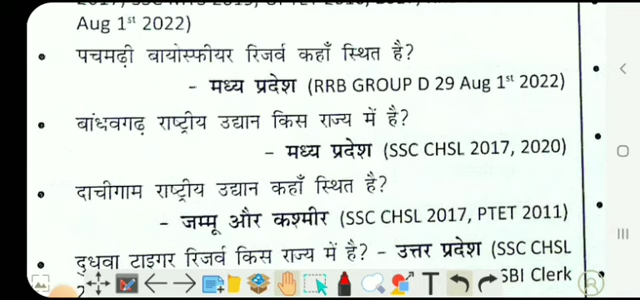 Aug 1st 2022)
• पचमढ़ी बायोस्फीयर रिजर्व कहाँ स्थित है?
- मध्य प्रदेश (RRB GROUP D 29 Aug 1st 2022)
• बांधवगढ़ राष्ट्रीय उद्यान किस राज्य में है?
- मध्य प्रदेश (SSC CHSL 2017, 2020)
• दाचीगाम राष्ट्रीय उद्यान कहाँ स्थित है?
- जम्मू और कश्मीर (SSC CHSL 2017, PTET 2011)
• दुधवा टाइगर रिजर्व किस राज्य में है? - उत्तर प्रदेश (SSC CHSL
SBI Clerk